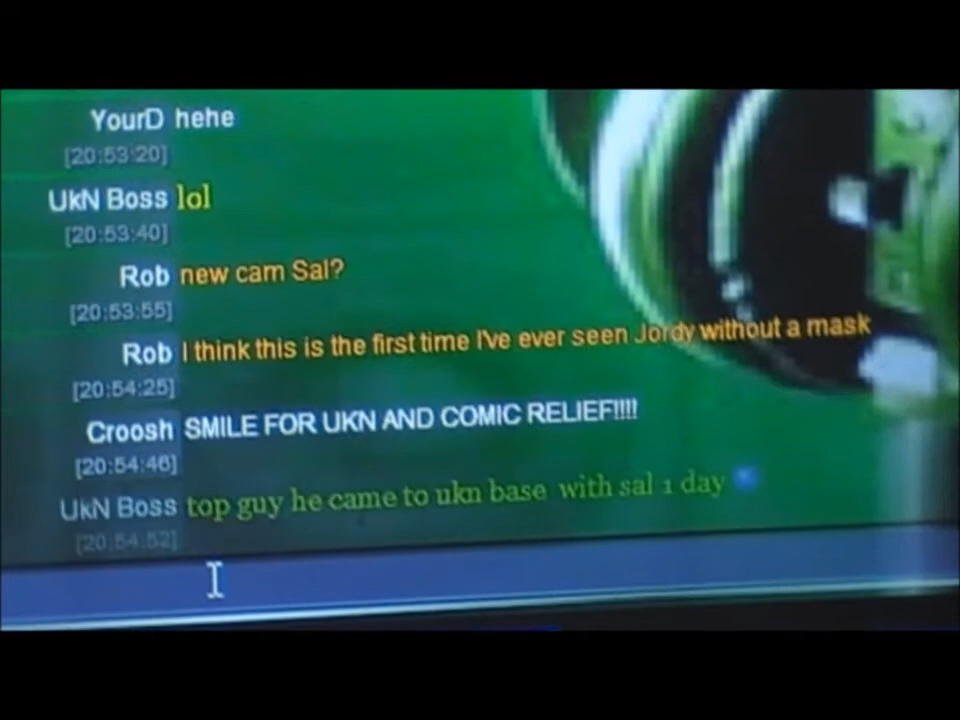 YourD hehe
[20:53:20]
UkN Boss lol
[20:53:40]
Rob new cam Sal?
[20:53:55]
Rob I think this is the first time I've ever seen Jordy without a mask
[20:54:25]
Croosh SMILE FOR UKN AND COMIC RELIEF!!!!
[20:54:46]
UkN Boss top guy he came to ukn base with sal 1 day
[20:54:52]